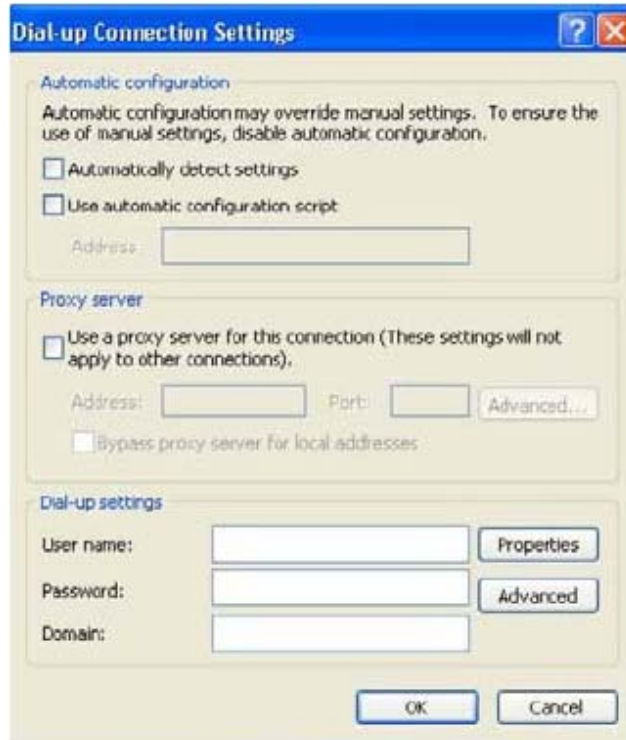 Dial-up Connection Settings
Automatic configuration
Automatic configuration may override manual settings. To ensure the
use of manual settings, disable automatic configuration.
Automatically detect settings
Use automatic configuration script
Address
Proxy server
Use a proxy server for this connection (These settings will not
apply to other connections).
Address: Port: Advanced...
Bypass proxy server for local addresses
Dial-up settings
User name: Properties
Password: Advanced
Domain:
OK Cancel